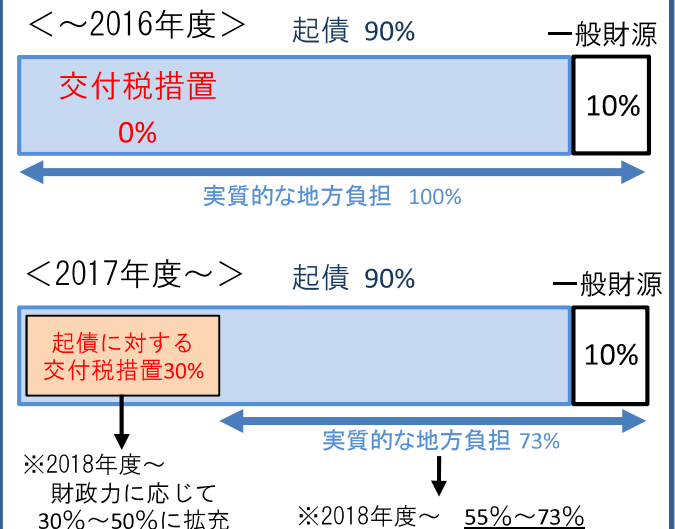 ＜～2016年度＞ 起債 90% 一般財源
交付税措置
0%
10%
実質的な地方負担 100%
＜2017年度～＞ 起債 90% 一般財源
起債に対する
交付税措置30%
10%
実質的な地方負担 73%
※2018年度～
財政力に応じて
30％～50％に拡充
※2018年度～ 55％～73％